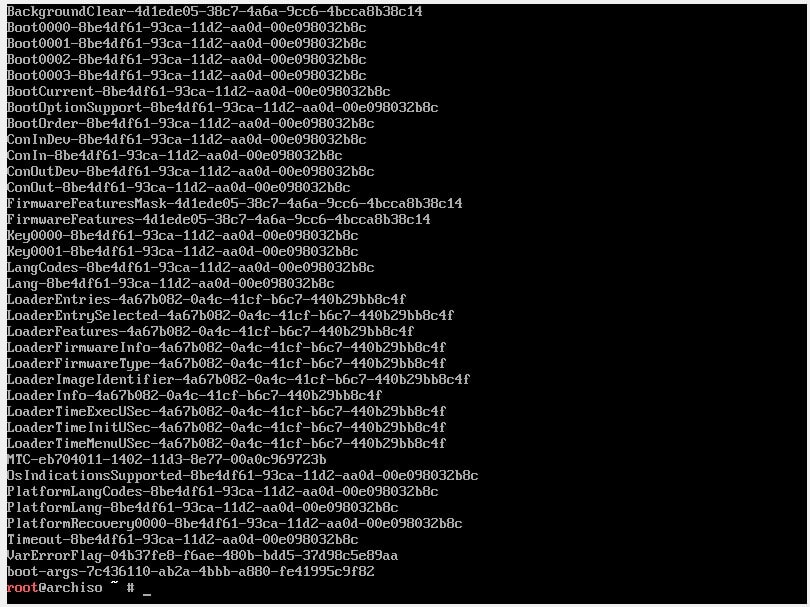 BackgroundClear-4d1ede05-38c7-4a6a-9cc6-4bcca8b38c14
Boot0000-8be4df61-93ca-11d2-aa0d-00e098032b8c
Boot0001-8be4df61-93ca-11d2-aa0d-00e098032b8c
Boot0002-8be4df61-93ca-11d2-aa0d-00e098032b8c
Boot0003-8be4df61-93ca-11d2-aa0d-00e098032b8c
BootCurrent-8be4df61-93ca-11d2-aa0d-00e098032b8c
BootOptionSupport-8be4df61-93ca-11d2-aa0d-00e098032b8c
BootOrder-8be4df61-93ca-11d2-aa0d-00e098032b8c
ConInDev-8be4df61-93ca-11d2-aa0d-00e098032b8c
ConIn-8be4df61-93ca-11d2-aa0d-00e098032b8c
ConOutDev-8be4df61-93ca-11d2-aa0d-00e098032b8c
ConOut-8be4df61-93ca-11d2-aa0d-00e098032b8c
FirmwareFeaturesMask-4d1ede05-38c7-4a6a-9cc6-4bcca8b38c14
FirmwareFeatures-4d1ede05-38c7-4a6a-9cc6-4bcca8b38c14
Key0000-8be4df61-93ca-11d2-aa0d-00e098032b8c
Key0001-8be4df61-93ca-11d2-aa0d-00e098032b8c
LangCodes-8be4df61-93ca-11d2-aa0d-00e098032b8c
Lang-8be4df61-93ca-11d2-aa0d-00e098032b8c
LoaderEntries-4a67b082-0a4c-41cf-b6c7-440b29bb8c4f
LoaderEntrySelected-4a67b082-0a4c-41cf-b6c7-440b29bb8c4f
LoaderFeatures-4a67b082-0a4c-41cf-b6c7-440b29bb8c4f
LoaderFirmwareInfo-4a67b082-0a4c-41cf-b6c7-440b29bb8c4f
LoaderFirmwareType-4a67b082-0a4c-41cf-b6c7-440b29bb8c4f
LoaderImageIdentifier-4a67b082-0a4c-41cf-b6c7-440b29bb8c4f
LoaderInfo-4a67b082-0a4c-41cf-b6c7-440b29bb8c4f
LoaderTimeExecUSec-4a67b082-0a4c-41cf-b6c7-440b29bb8c4f
LoaderTimeInitUSec-4a67b082-0a4c-41cf-b6c7-440b29bb8c4f
LoaderTimeMenuUSec-4a67b082-0a4c-41cf-b6c7-440b29bb8c4f
MTC-eb704011-1402-11d3-8e77-00a0c969723b
OsIndicationsSupported-8be4df61-93ca-11d2-aa0d-00e098032b8c
PlatformLangCodes-8be4df61-93ca-11d2-aa0d-00e098032b8c
PlatformLang-8be4df61-93ca-11d2-aa0d-00e098032b8c
PlatformRecovery0000-8be4df61-93ca-11d2-aa0d-00e098032b8c
Timeout-8be4df61-93ca-11d2-aa0d-00e098032b8c
VarErrorFlag-04b37fe8-f6ae-480b-bdd5-37d98c5e89aa
boot-args-7c436110-ab2a-4bbb-a880-fe41995c9f82
root@archiso ~ # _